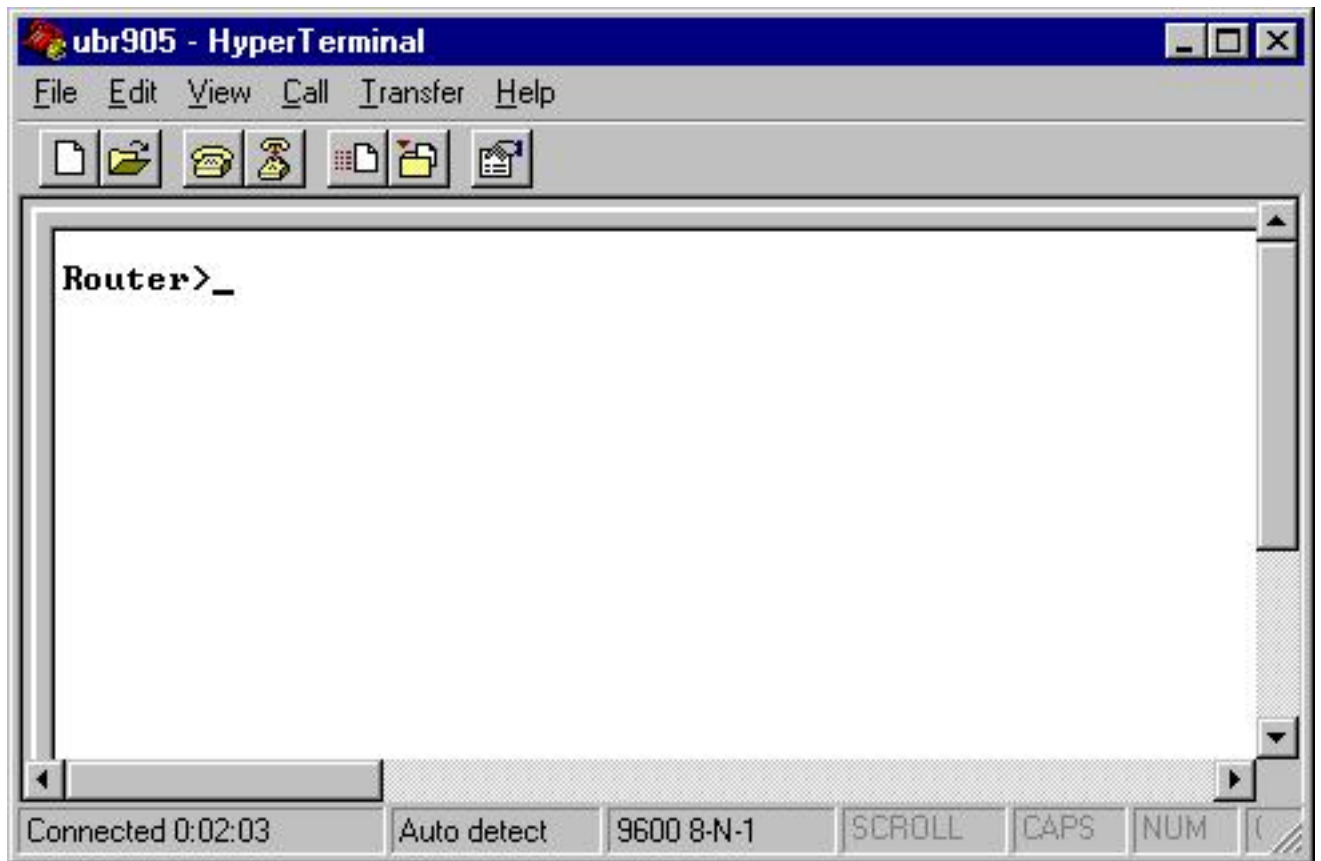 ubr905 - HyperTerminal
File Edit View Call Transfer Help
Router>_
Connected 0:02:03 Auto detect 9600 8-N-1 SCROLL CAPS NUM